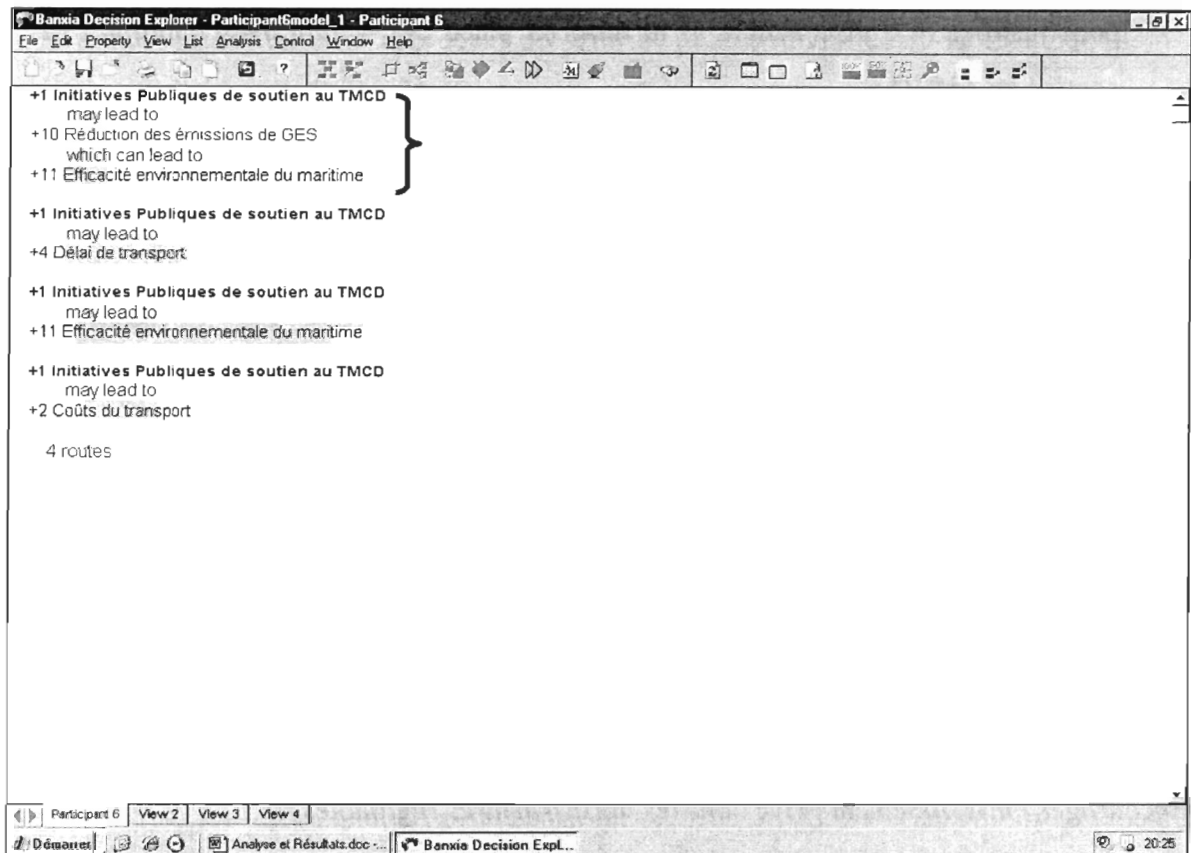 Banxia Decision Explorer - Participant6model_1 - Participant 6
File Edit Property View List Analysis Control Window Help
+1 Initiatives Publiques de soutien au TMCD
may lead to
+10 Réduction des émissions de GES
which can lead to
+11 Efficacité environnementale du maritime
+1 Initiatives Publiques de soutien au TMCD
may lead to
+4 Délai de transport
+1 Initiatives Publiques de soutien au TMCD
may lead to
+11 Efficacité environnementale du maritime
+1 Initiatives Publiques de soutien au TMCD
may lead to
+2 Coûts du transport
4 routes
Participant 6 View 2 View 3 View 4
Démarrer Analyse et Résultats.doc -... Banxia Decision Expl... 20:25